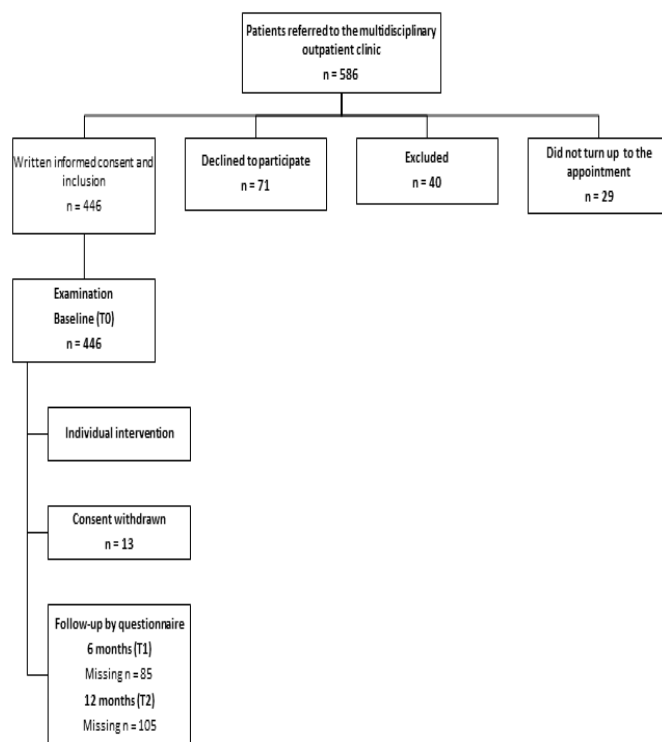 Patients referred to the multidisciplinary
outpatient clinic
n = 586
Written informed consent and
inclusion
n = 446
Declined to participate
n = 71
Excluded
n = 40
Did not turn up to the
appointment
n = 29
Examination
Baseline (T0)
n = 446
Individual intervention
Consent withdrawn
n = 13
Follow-up by questionnaire
6 months (T1)
Missing n = 85
12 months (T2)
Missing n = 105